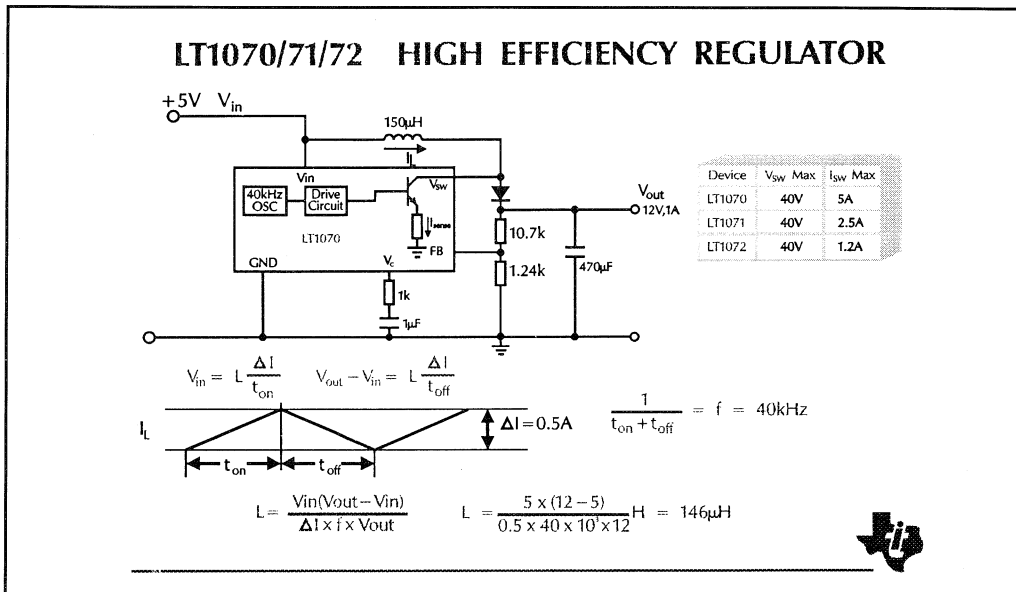 LT1070/71/72 HIGH EFFICIENCY REGULATOR
+5V Vin
150μH
IL
Vin
VSW
40kHz OSC
Drive Circuit
Isense
LT1070
FB
GND
Vc
1k
1μF
10.7k
1.24k
470μF
Vout
12V,1A
Device VSW Max ISW Max
LT1070 40V 5A
LT1071 40V 2.5A
LT1072 40V 1.2A
Vin = L ΔI / ton
Vout − Vin = L ΔI / toff
IL
ton
toff
ΔI=0.5A
1 / ton + toff = f = 40kHz
L = Vin(Vout−Vin) / ΔI x f x Vout
L = 5 x (12 − 5) / 0.5 x 40 x 10³ x 12 H = 146μH